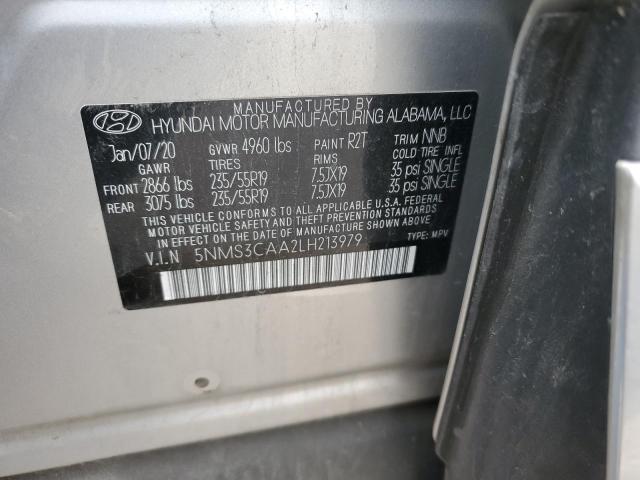 MANUFACTURED BY
HYUNDAI MOTOR MANUFACTURING ALABAMA, LLC
Jan/07/20 GVWR 4960 lbs PAINT R2T TRIM NNB
GAWR TIRES RIMS COLD TIRE INFL
FRONT 2866 lbs 235/55R19 7.5JX19 35 psi SINGLE
REAR 3075 lbs 235/55R19 7.5JX19 35 psi SINGLE
THIS VEHICLE CONFORMS TO ALL APPLICABLE U.S.A. FEDERAL
MOTOR VEHICLE SAFETY STANDARDS
IN EFFECT ON THE DATE OF MANUFACTURE SHOWN ABOVE.
V.I.N 5NMS3CAA2LH213979 TYPE: MPV